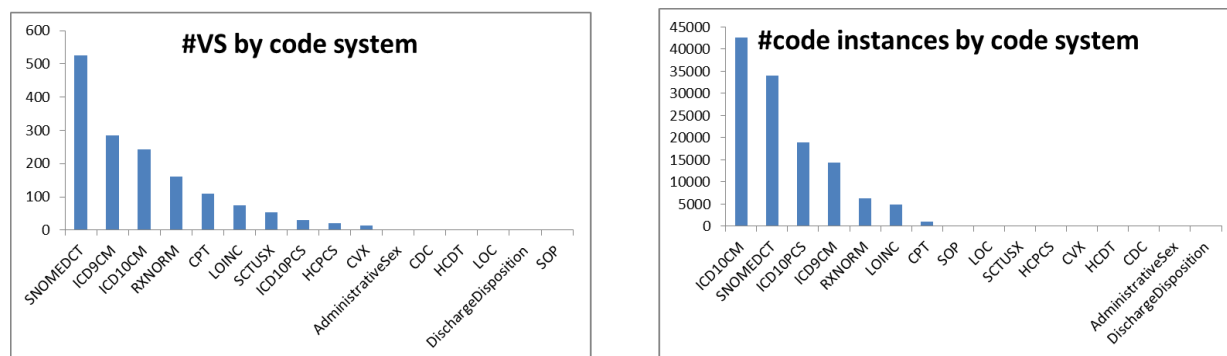 #VS by code system
600
500
400
300
200
100
0
SNOMEDCT
ICD9CM
ICD10CM
RXNORM
CPT
LOINC
SCTUSX
ICD10PCS
HCPCS
CVX
AdministrativeSex
CDC
HCDT
LOC
DischargeDisposition
SOP
#code instances by code system
45000
40000
35000
30000
25000
20000
15000
10000
5000
0
ICD10CM
SNOMEDCT
ICD10PCS
ICD9CM
RXNORM
LOINC
CPT
SOP
LOC
SCTUSX
HCPCS
CVX
HCDT
CDC
AdministrativeSex
DischargeDisposition